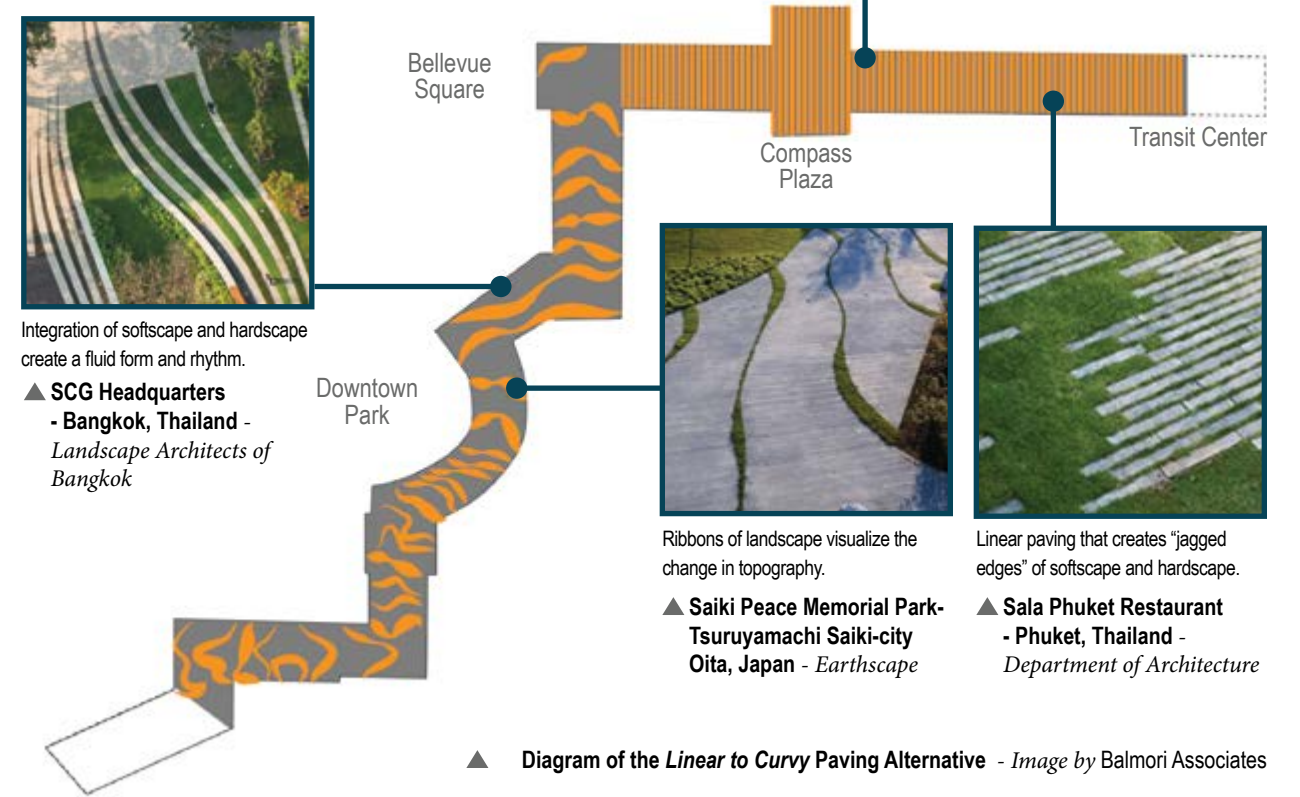 Bellevue
Square
Compass
Plaza
Transit Center
Integration of softscape and hardscape
create a fluid form and rhythm.
▲ SCG Headquarters
- Bangkok, Thailand -
Landscape Architects of
Bangkok
Downtown
Park
Ribbons of landscape visualize the
change in topography.
▲ Saiki Peace Memorial Park-
Tsuruyamachi Saiki-city
Oita, Japan - Earthscape
Linear paving that creates “jagged
edges” of softscape and hardscape.
▲ Sala Phuket Restaurant
- Phuket, Thailand -
Department of Architecture
▲ Diagram of the Linear to Curvy Paving Alternative - Image by Balmori Associates